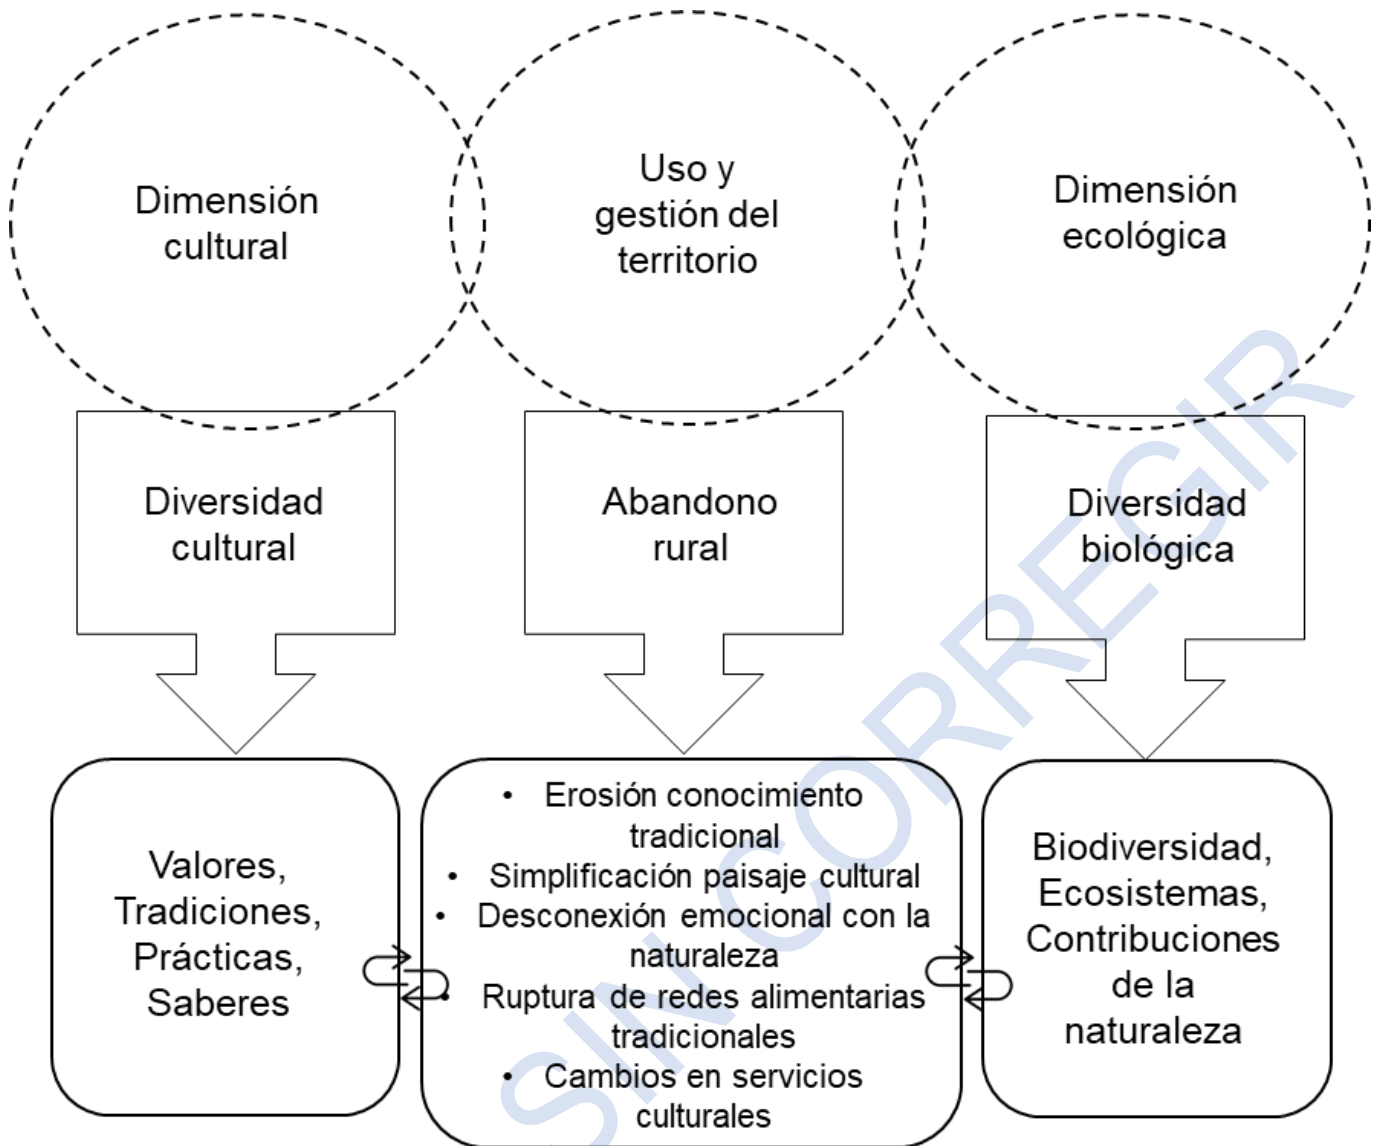 Dimensión
cultural
Uso y
gestión del
territorio
Dimensión
ecológica
Diversidad
cultural
Abandono
rural
Diversidad
biológica
Valores,
Tradiciones,
Prácticas,
Saberes
• Erosión conocimiento
tradicional
• Simplificación paisaje cultural
• Desconexión emocional con la
naturaleza
• Ruptura de redes alimentarias
tradicionales
• Cambios en servicios
culturales
Biodiversidad,
Ecosistemas,
Contribuciones
de la
naturaleza
SIN CORREGIR